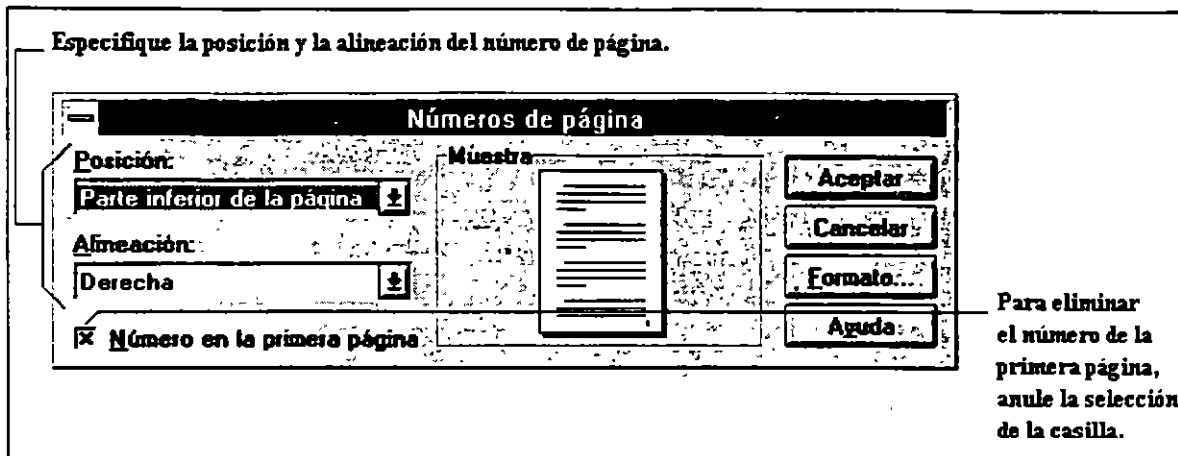 Especifique la posición y la alineación del número de página.
Números de página
Posición:
Parte inferior de la página
Alineación:
Derecha
Número en la primera página
Muestra
Aceptar
Cancelar
Formato...
Ayuda
Para eliminar
el número de la
primera página,
anule la selección
de la casilla.